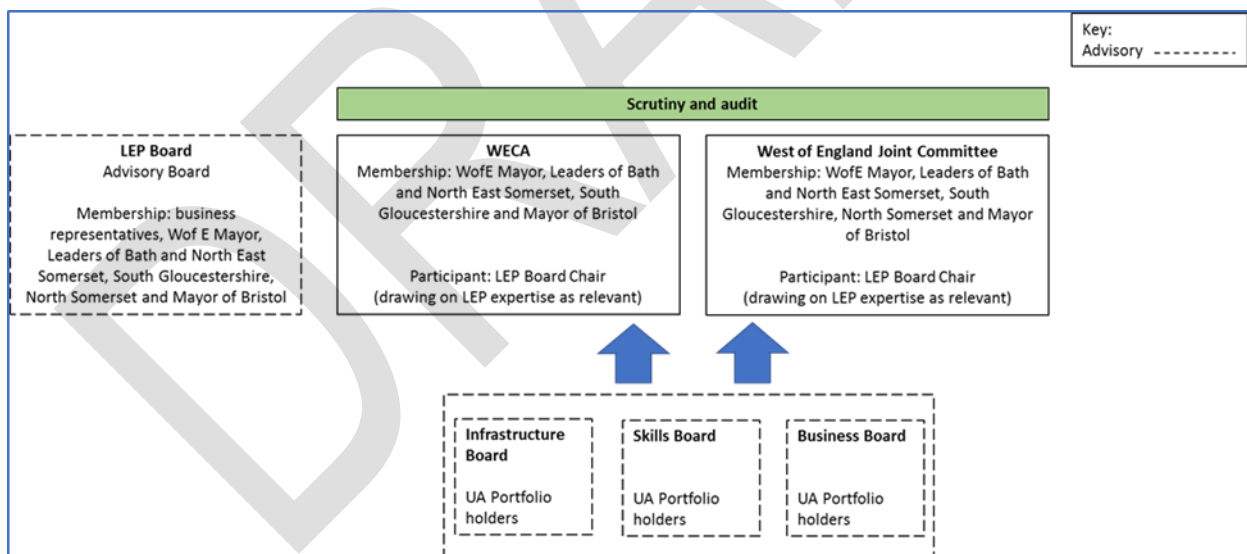 Key:
Advisory
Scrutiny and audit
LEP Board
Advisory Board
Membership: business
representatives, Wof E Mayor,
Leaders of Bath and North East
Somerset, South Gloucestershire,
North Somerset and Mayor of Bristol
WECA
Membership: WofE Mayor, Leaders of Bath
and North East Somerset, South
Gloucestershire and Mayor of Bristol
Participant: LEP Board Chair
(drawing on LEP expertise as relevant)
West of England Joint Committee
Membership: WofE Mayor, Leaders of Bath
and North East Somerset, South
Gloucestershire, North Somerset and Mayor
of Bristol
Participant: LEP Board Chair
(drawing on LEP expertise as relevant)
Infrastructure
Board
UA Portfolio
holders
Skills Board
UA Portfolio
holders
Business Board
UA Portfolio
holders